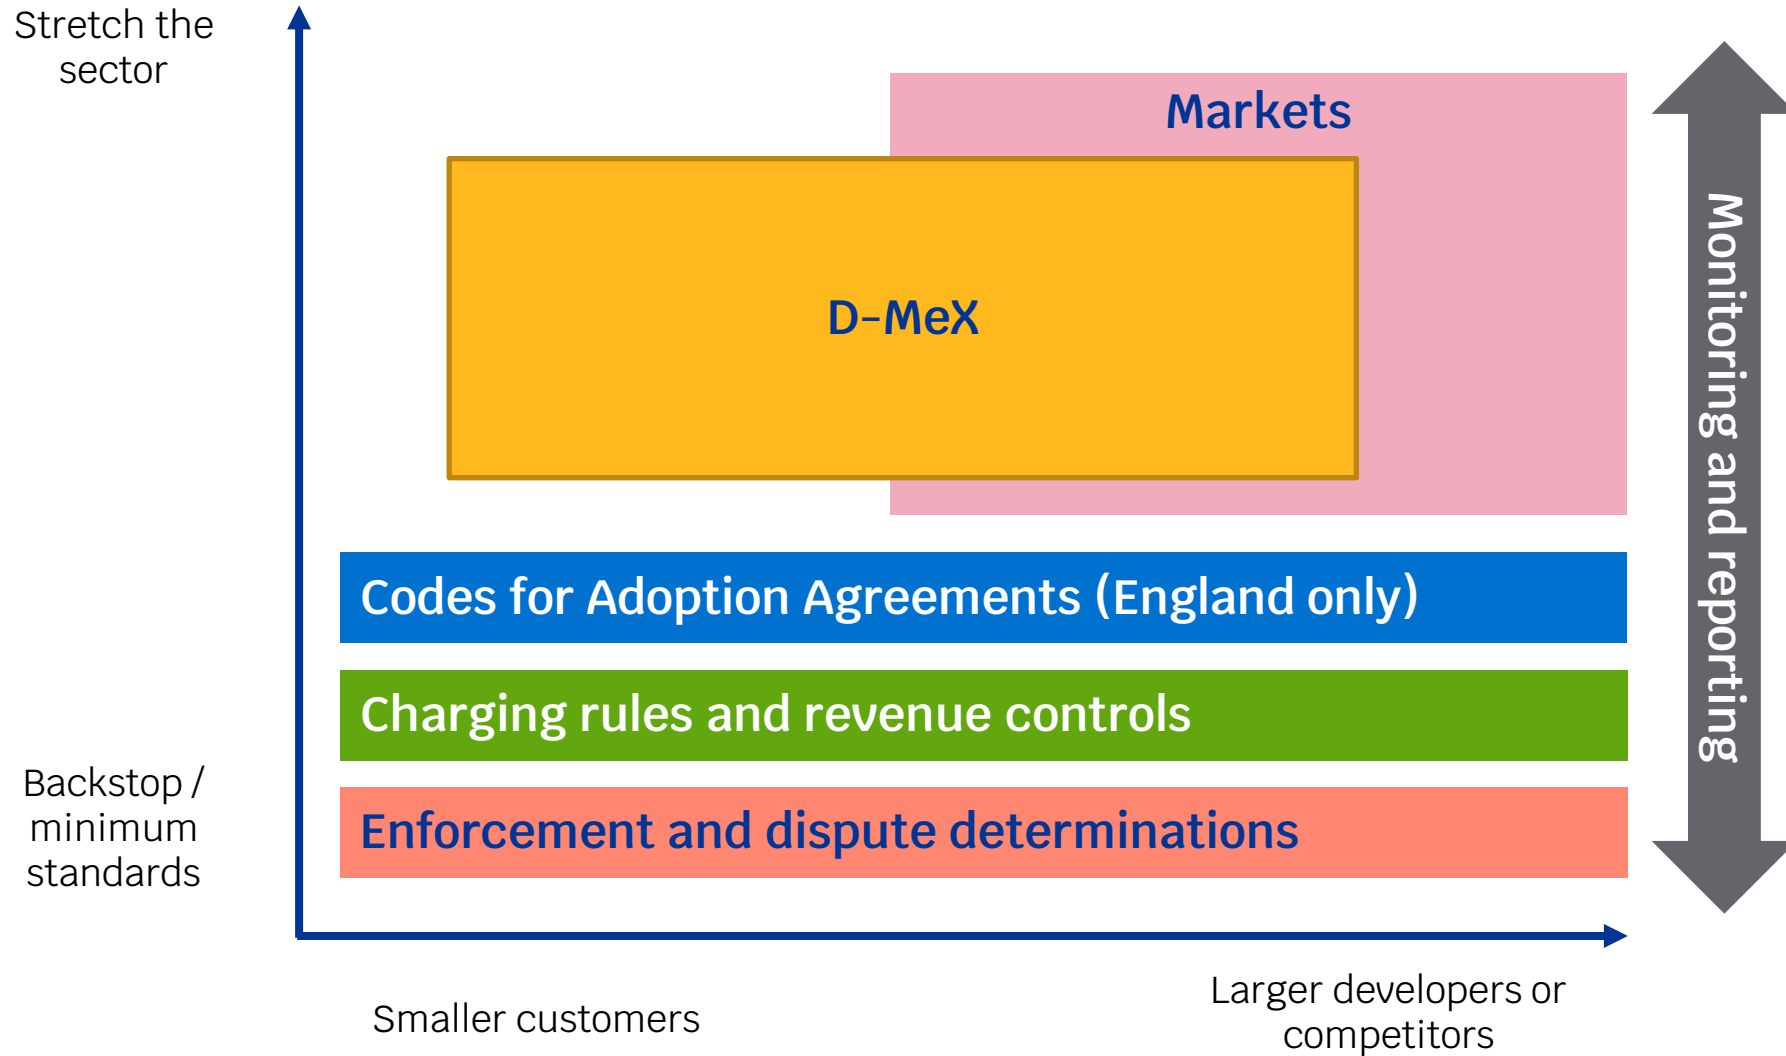 Stretch the
sector
Markets
D-MeX
Monitoring and reporting
Codes for Adoption Agreements (England only)
Charging rules and revenue controls
Backstop /
minimum
standards
Enforcement and dispute determinations
Smaller customers
Larger developers or
competitors